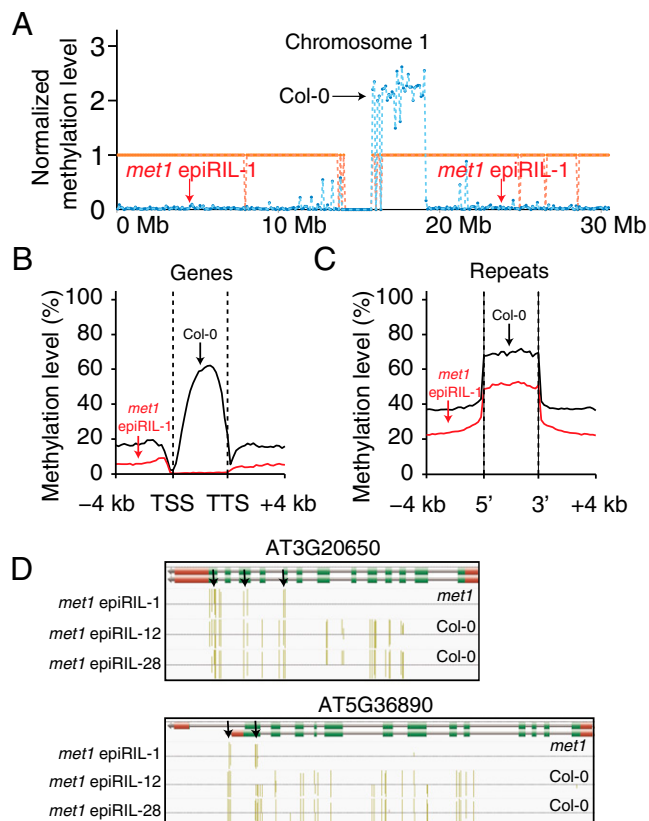 A
Chromosome 1
Normalized methylation level
3
2
1
0
Col-0
met1 epiRIL-1
met1 epiRIL-1
0 Mb
10 Mb
20 Mb
30 Mb
B
Genes
Methylation level (%)
100
80
60
40
20
0
Col-0
met1
epiRIL-1
−4 kb
TSS
TTS
+4 kb
C
Repeats
Methylation level (%)
100
80
60
40
20
0
Col-0
met1
epiRIL-1
−4 kb
5’
3’
+4 kb
D
AT3G20650
met1 epiRIL-1
met1
met1 epiRIL-12
Col-0
met1 epiRIL-28
Col-0
AT5G36890
met1 epiRIL-1
met1
met1 epiRIL-12
Col-0
met1 epiRIL-28
Col-0